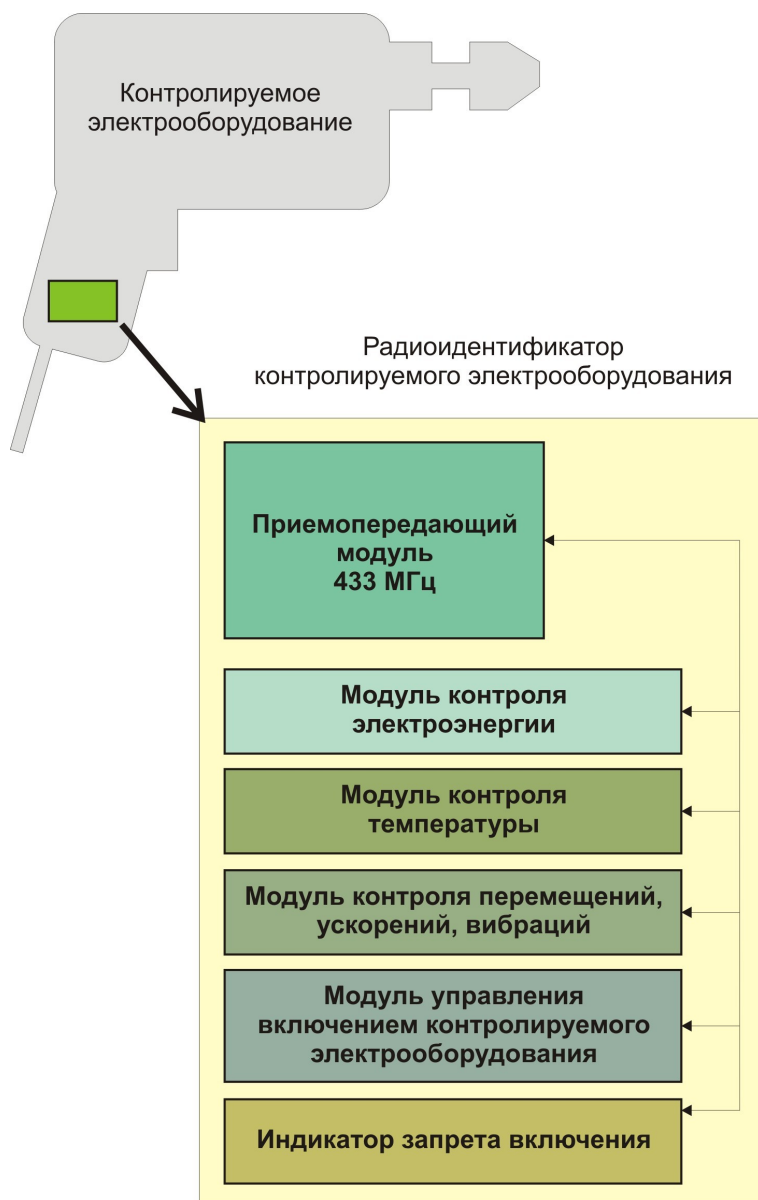 Контролируемое
электрооборудование
Радиоидентификатор
контролируемого электрооборудования
Приемопередающий
модуль
433 МГц
Модуль контроля
электроэнергии
Модуль контроля
температуры
Модуль контроля перемещений,
ускорений, вибраций
Модуль управления
включением контролируемого
электрооборудования
Индикатор запрета включения